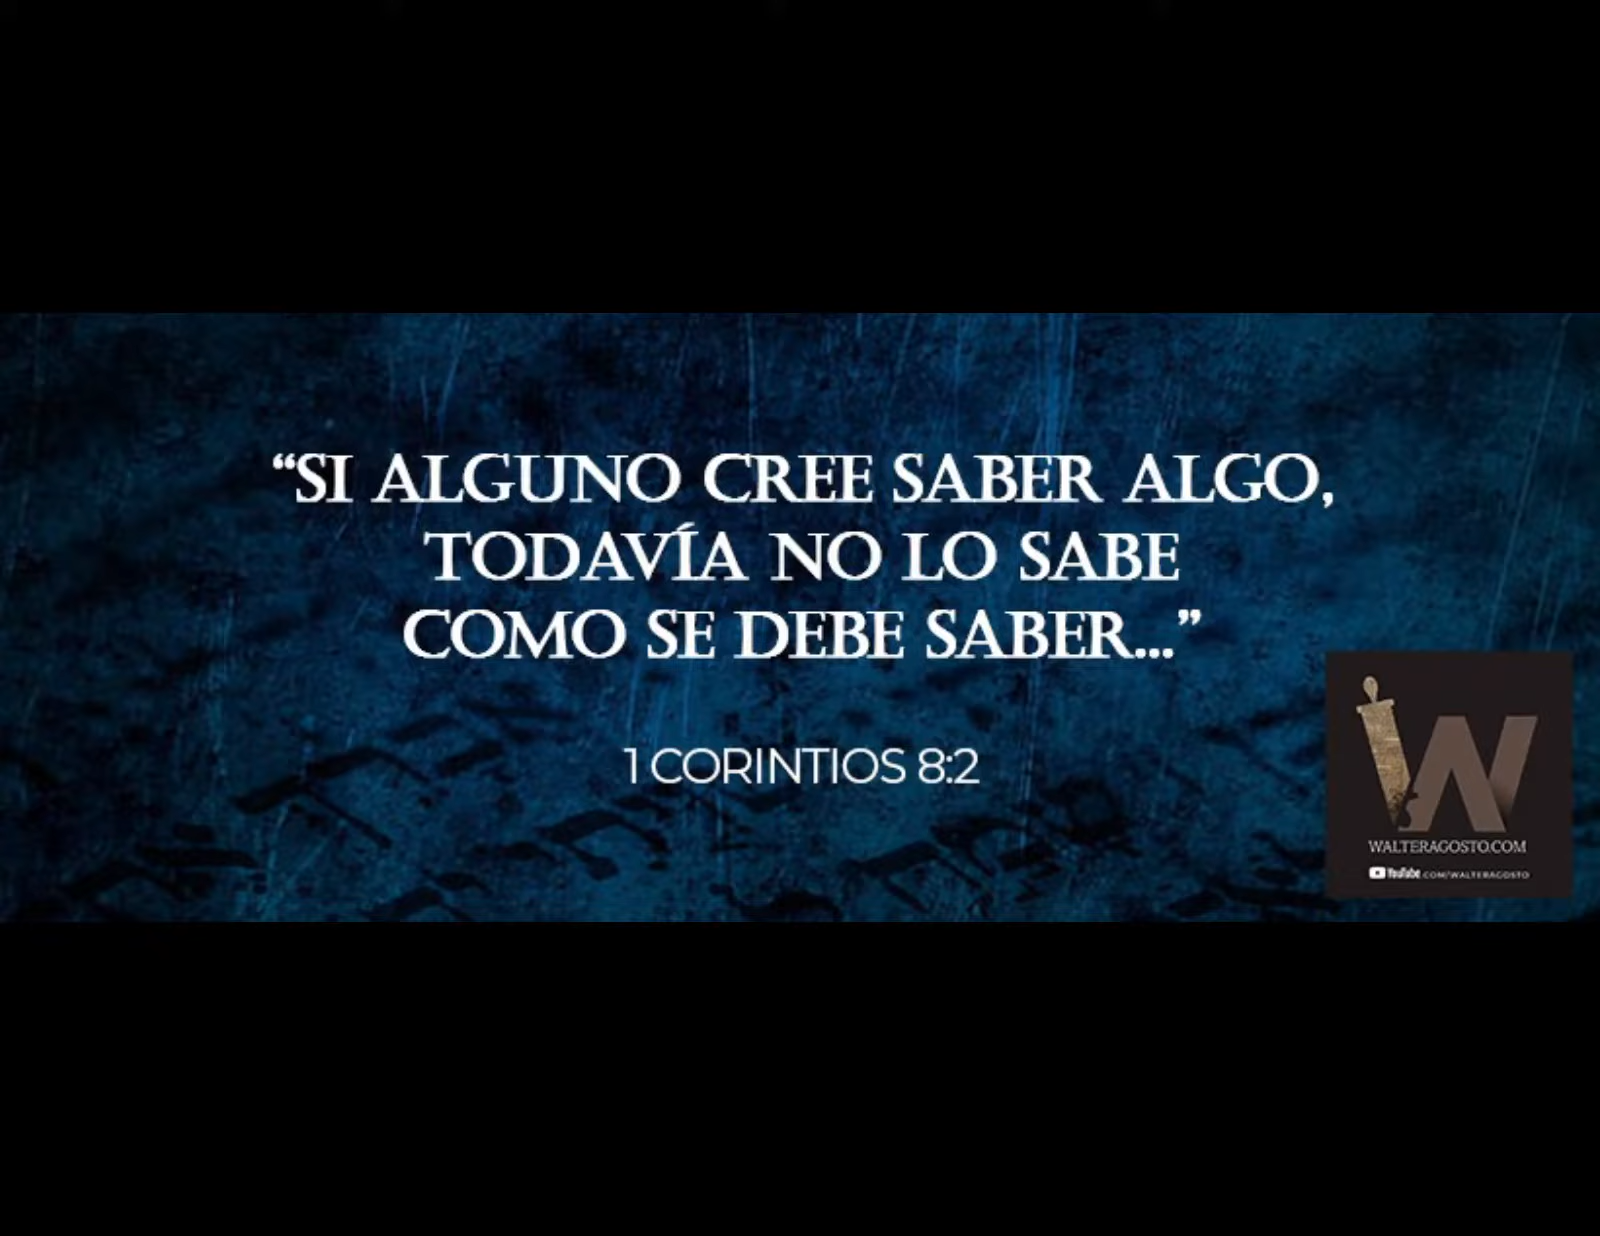 “SI ALGUNO CREE SABER ALGO,
TODAVÍA NO LO SABE
COMO SE DEBE SABER...”
1 CORINTIOS 8:2
W
WALTERAGOSTO.COM
YouTube.COM/WALTERAGOSTO